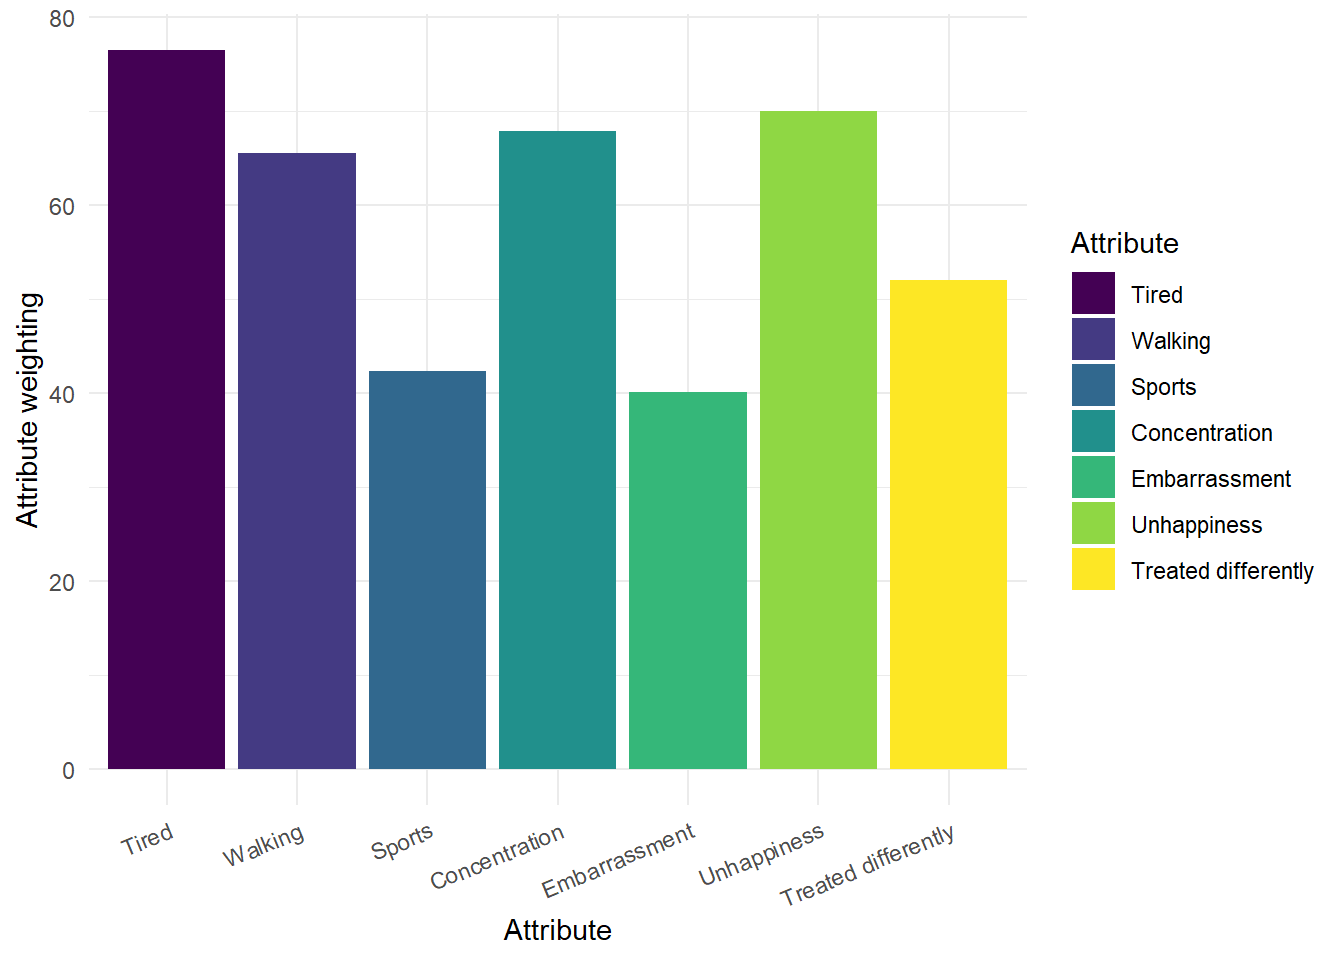 80
60
40
20
0
Attribute weighting
Tired
Walking
Sports
Concentration
Embarrassment
Unhappiness
Treated differently
Attribute
Attribute
Tired
Walking
Sports
Concentration
Embarrassment
Unhappiness
Treated differently